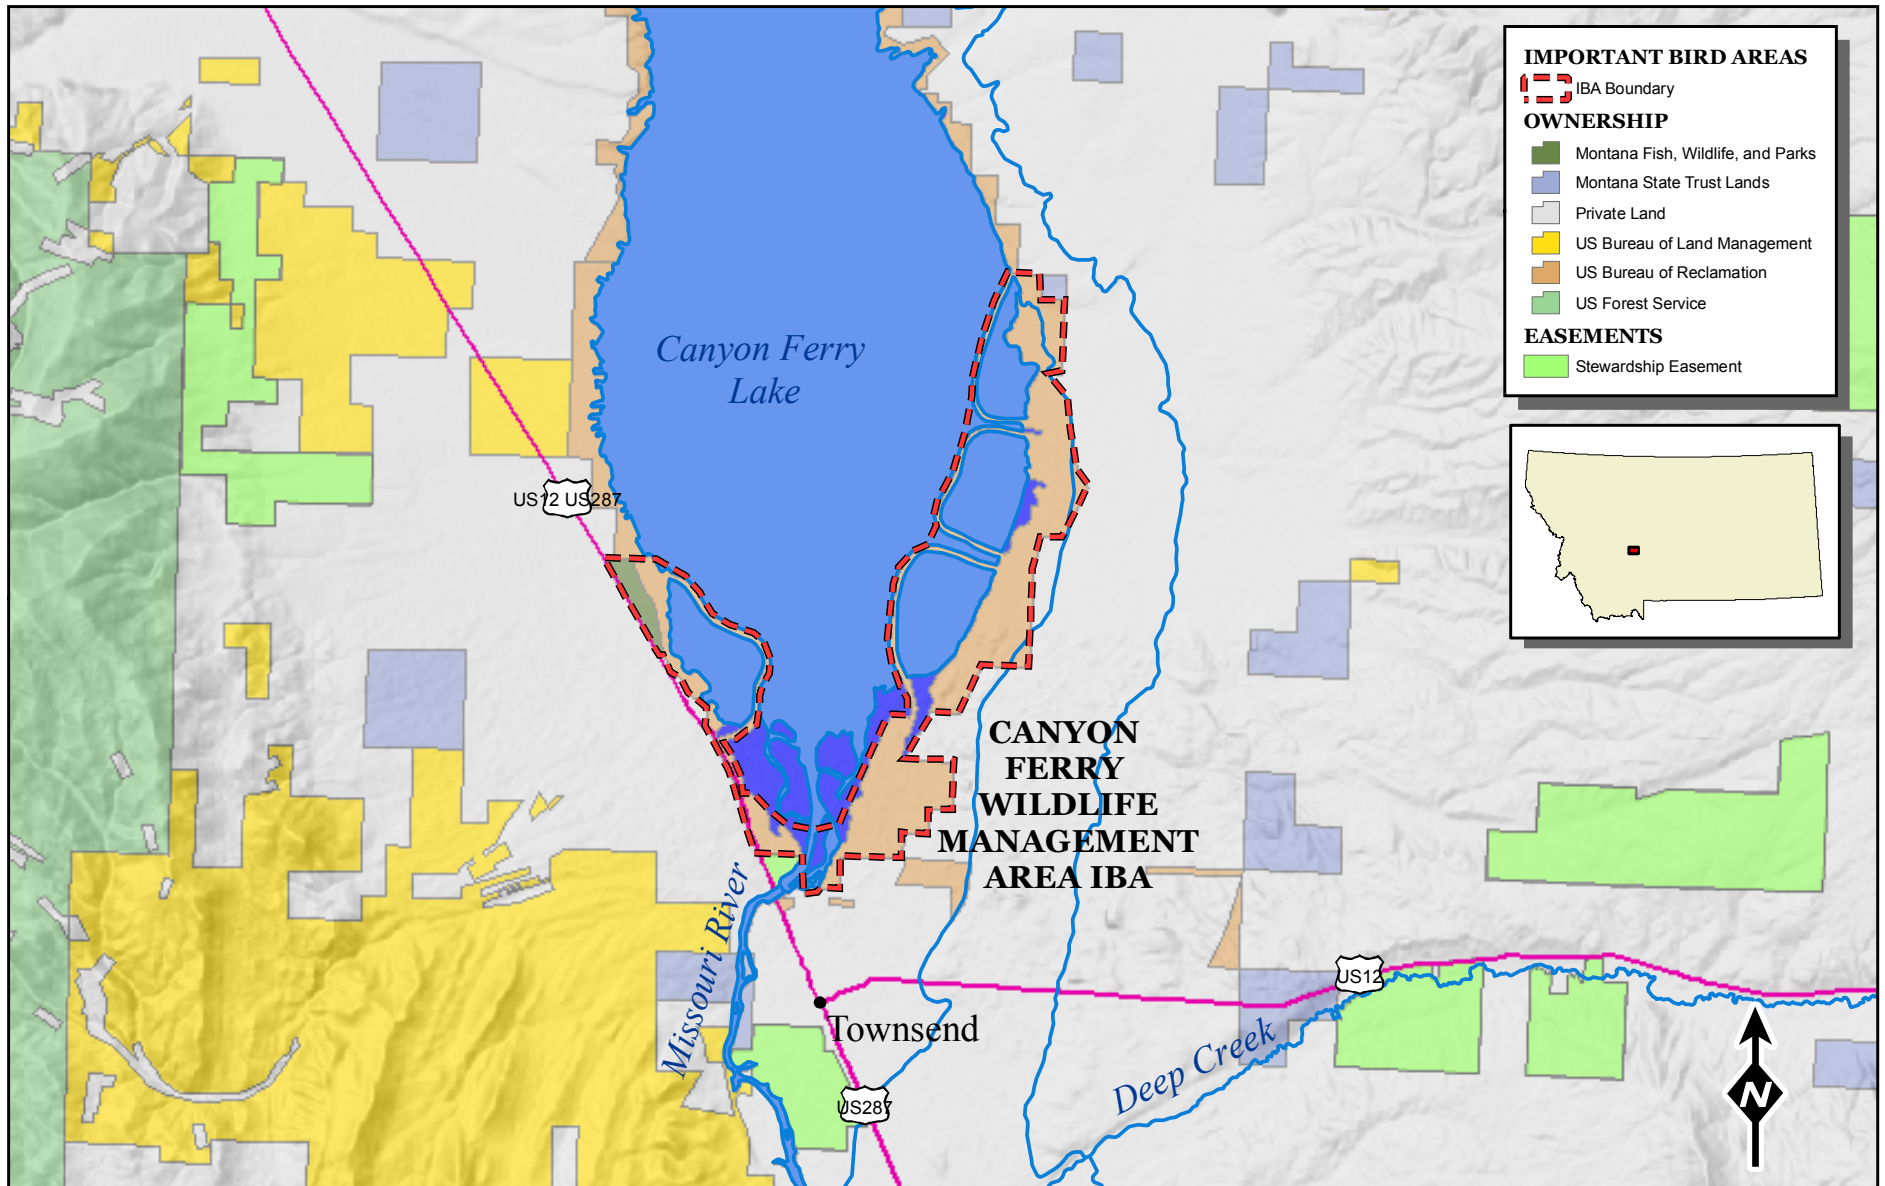 IMPORTANT BIRD AREAS
IBA Boundary
OWNERSHIP
Montana Fish, Wildlife, and Parks
Montana State Trust Lands
Private Land
US Bureau of Land Management
US Bureau of Reclamation
US Forest Service
EASEMENTS
Stewardship Easement
Canyon Ferry
Lake
US12 US287
CANYON
FERRY
WILDLIFE
MANAGEMENT
AREA IBA
Missouri River
US12
Townsend
Deep Creek
US287
N